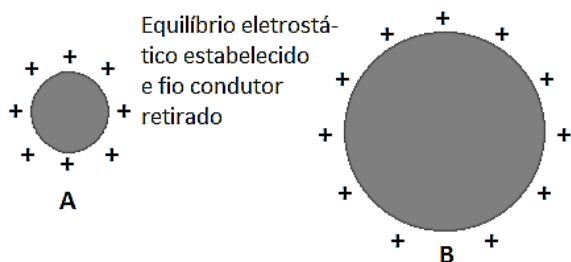 Equilíbrio eletrostá-
tico estabelecido
e fio condutor
retirado
+ + + + + + + +
A
+ + + + + + + + + + +
B